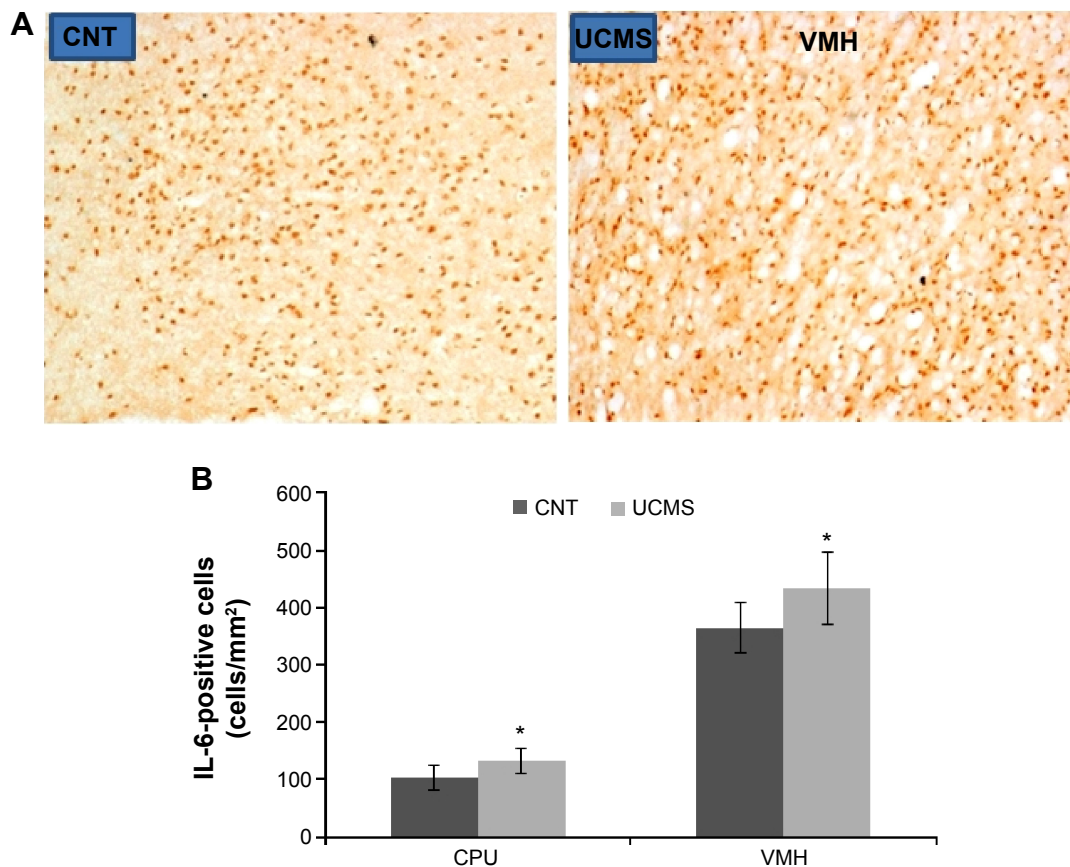 A
CNT
UCMS
VMH
B
IL-6-positive cells
(cells/mm²)
CNT
UCMS
600
500
400
300
200
100
0
*
*
CPU
VMH